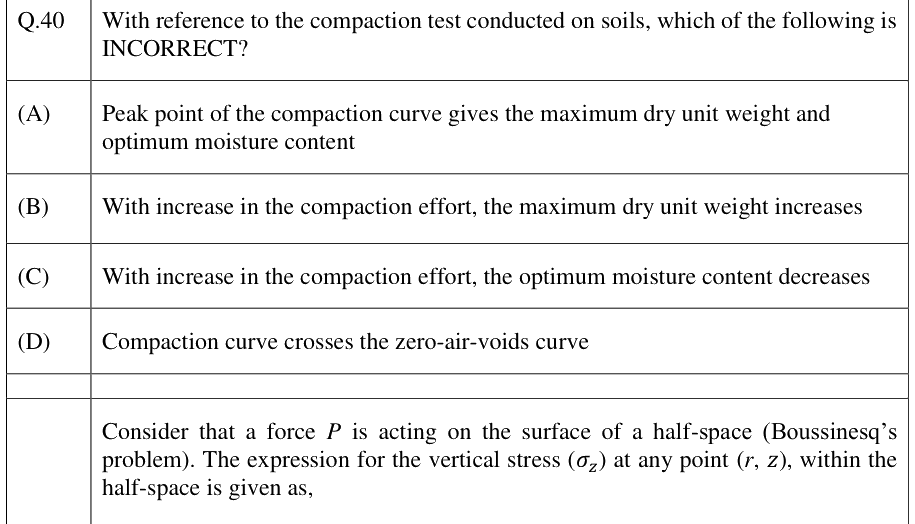 Q.40 With reference to the compaction test conducted on soils, which of the following is
INCORRECT?
(A) Peak point of the compaction curve gives the maximum dry unit weight and
optimum moisture content
(B) With increase in the compaction effort, the maximum dry unit weight increases
(C) With increase in the compaction effort, the optimum moisture content decreases
(D) Compaction curve crosses the zero-air-voids curve
Consider that a force P is acting on the surface of a half-space (Boussinesq’s
problem). The expression for the vertical stress (σ_z) at any point (r, z), within the
half-space is given as,